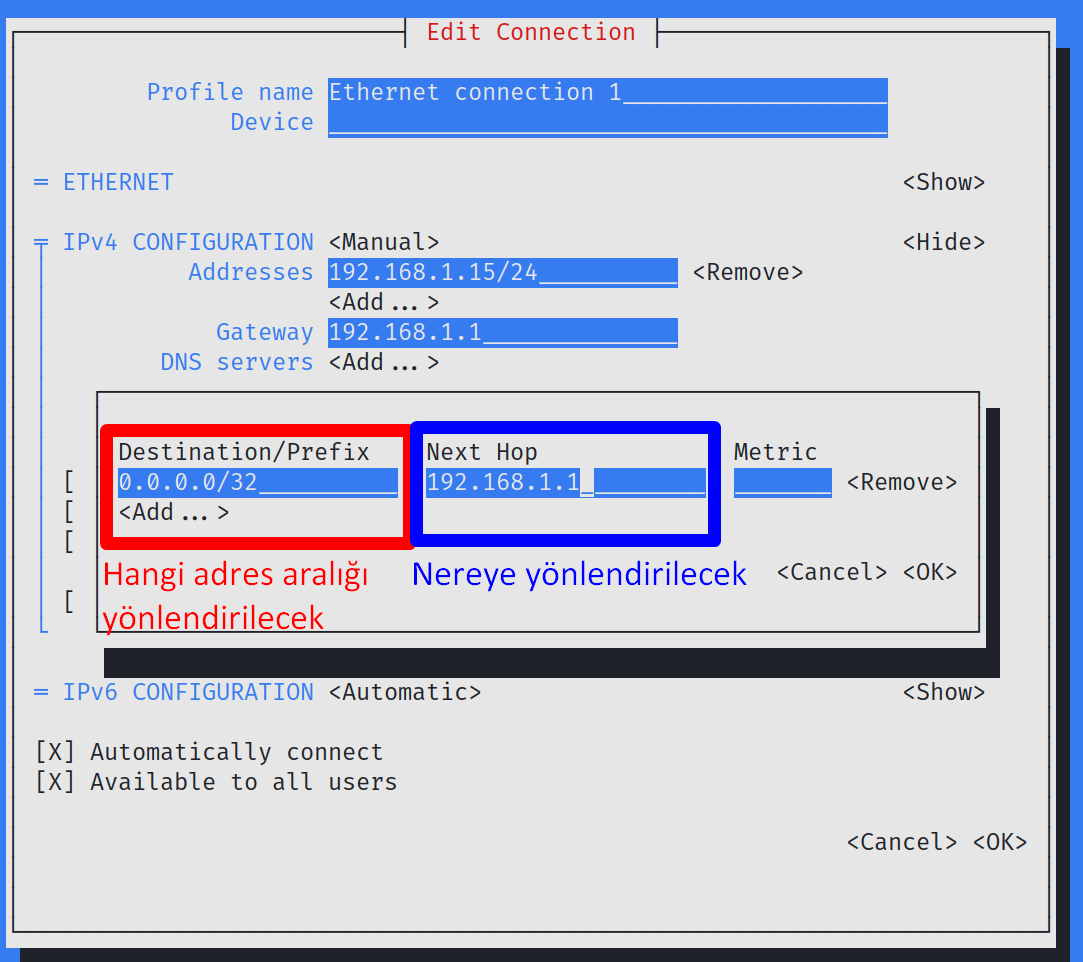 Edit Connection
Profile name Ethernet connection 1
Device
= ETHERNET <Show>
IPv4 CONFIGURATION <Manual> <Hide>
Addresses 192.168.1.15/24 <Remove>
<Add...>
Gateway 192.168.1.1
DNS servers <Add...>
Destination/Prefix Next Hop Metric
[ 0.0.0.0/32 192.168.1.1 <Remove>
[ <Add...>
[
Hangi adres aralığı Nereye yönlendirilecek <Cancel> <OK>
[ yönlendirilecek
= IPv6 CONFIGURATION <Automatic> <Show>
[X] Automatically connect
[X] Available to all users
<Cancel> <OK>